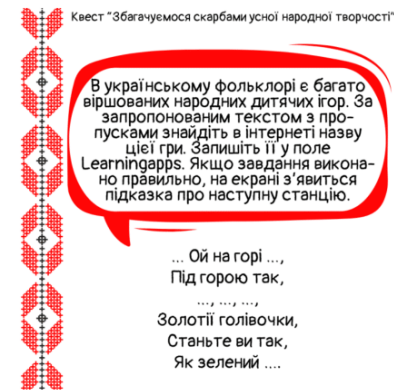 Квест "Збагачуємося скарбами усної народної творчості"
В українському фольклорі є багато
віршованих народних дитячих ігор. За
запропонованим текстом з про-
пусками знайдіть в інтернеті назву
цієї гри. Запишіть її у поле
Learningapps. Якщо завдання викона-
но правильно, на екрані з'явиться
підказка про наступну станцію.
... Ой на горі ...,
Під горою так,
..., ..., ...,
Золотії голівочки,
Станьте ви так,
Як зелений ....